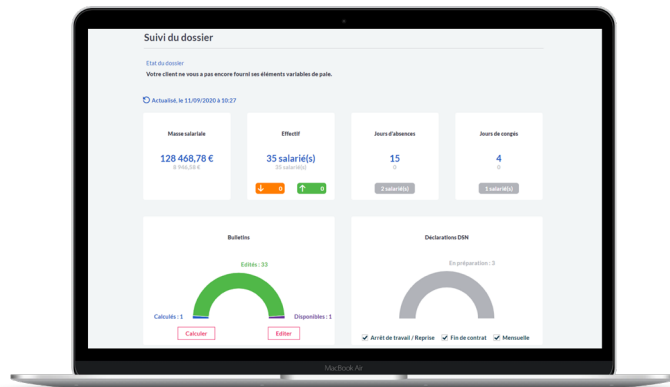 Suivi du dossier
Etat du dossier
Votre client ne vous a pas encore fourni ses éléments variables de paie.
Actualisé, le 11/09/2020 à 10:27
Masse salariale
128 468,78 €
8 946,58 €
Effectif
35 salarié(s)
35 salarié(s)
0
0
Jours d'absences
15
0
2 salarié(s)
Jours de congés
4
0
1 salarié(s)
Bulletins
Edités : 33
Calculés : 1
Disponibles : 1
Calculer
Editer
Déclarations DSN
En préparation : 3
Arrêt de travail / Reprise
Fin de contrat
Mensuelle
MacBook Air